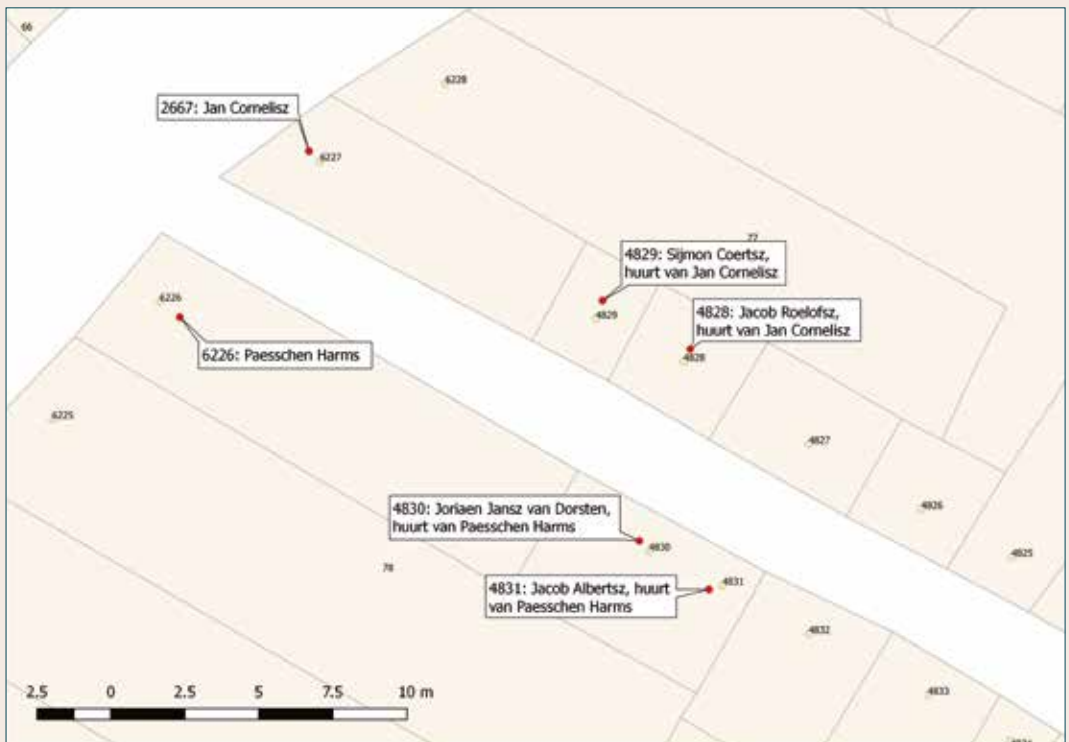 66
6228
2667: Jan Cornelisz
6227
77
4829: Sijmon Coertsz,
huurt van Jan Cornelisz
6226
4829
4828: Jacob Roelofsz,
huurt van Jan Cornelisz
6226: Paesschen Harms
4828
6225
4827
4830: Joriaen Jansz van Dorsten,
huurt van Paesschen Harms
4826
4830
4825
78
4831: Jacob Albertsz, huurt
van Paesschen Harms
4831
4832
2.5 0 2.5 5 7.5 10 m
4833